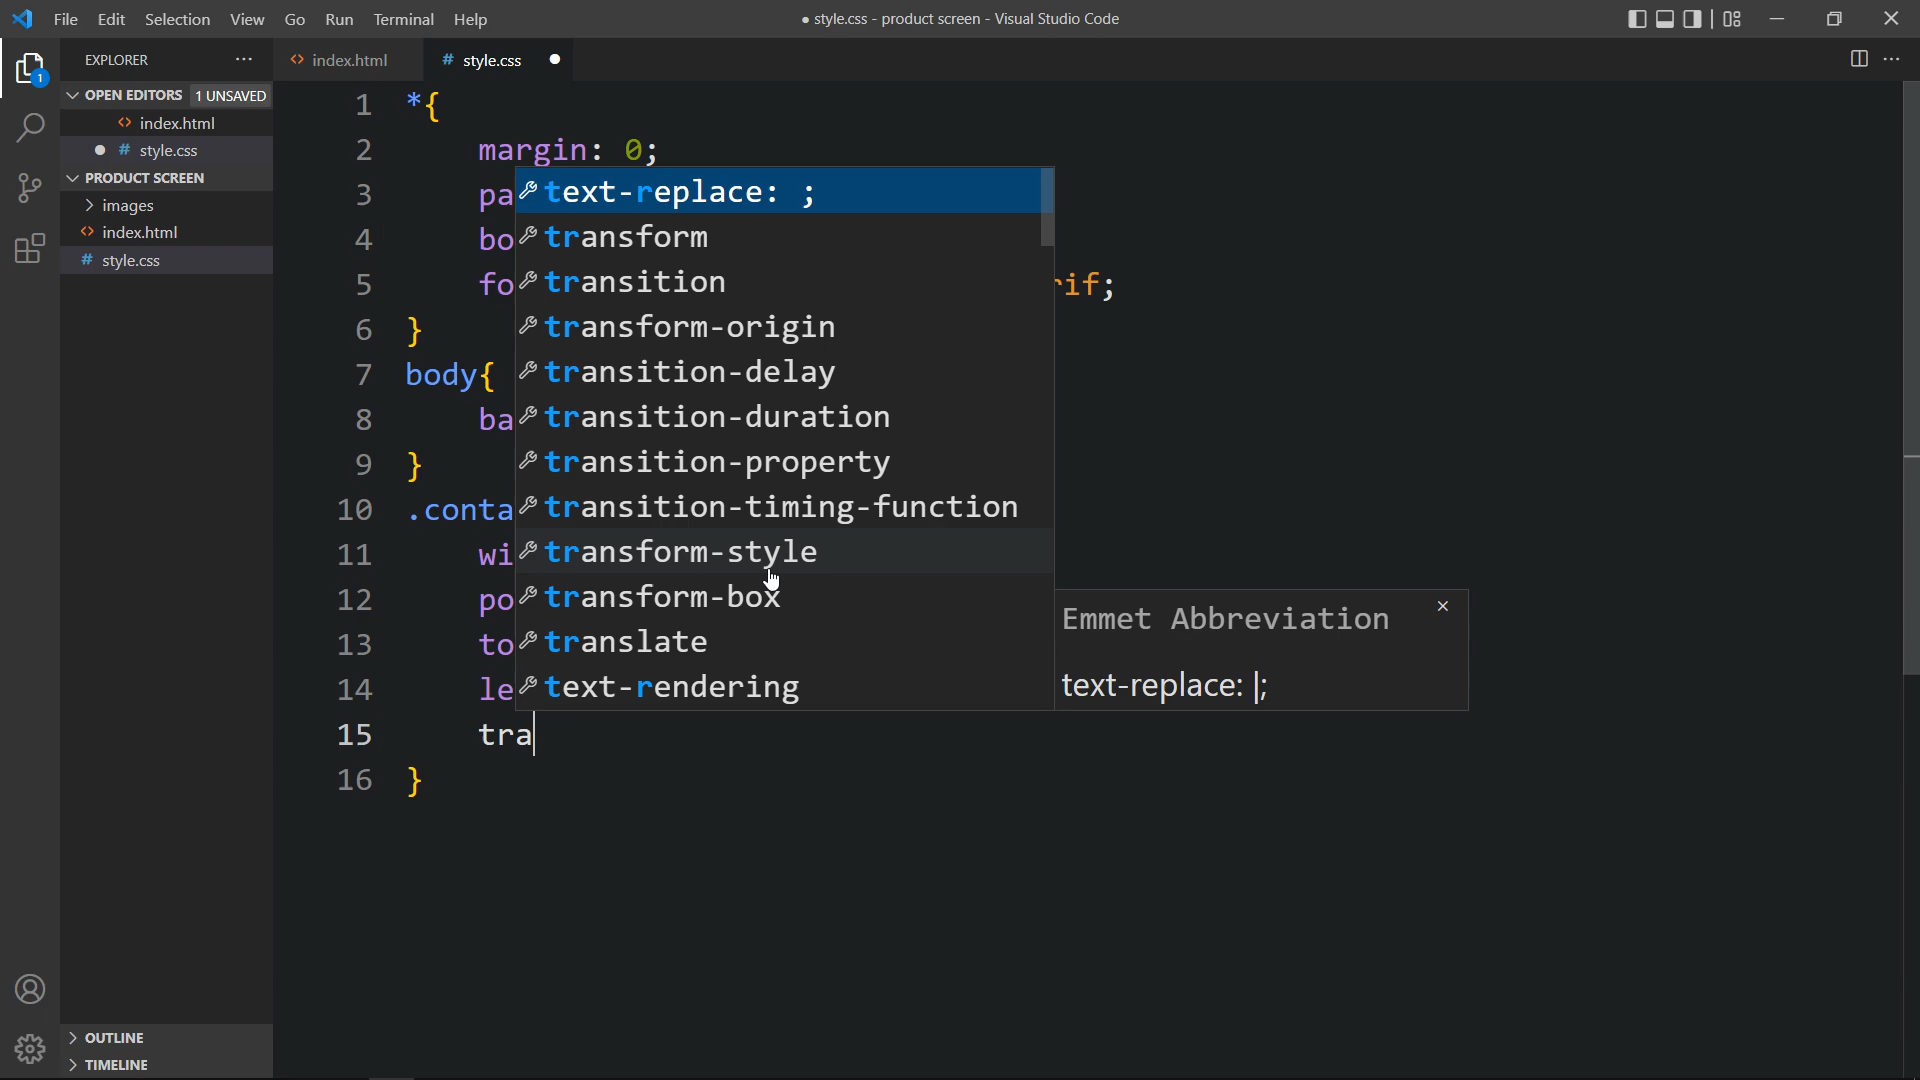 File Edit Selection View Go Run Terminal Help
● style.css - product screen - Visual Studio Code
EXPLORER
OPEN EDITORS 1 UNSAVED
index.html
style.css
PRODUCT SCREEN
images
index.html
style.css
OUTLINE
TIMELINE
1
index.html
style.css
1 *{
2 margin: 0;
3 pa
4 bo
5 fo rif;
6 }
7 body{
8 ba
9 }
10 .conta
11 wi
12 po
13 to
14 le
15 tra
16 }
text-replace: ;
transform
transition
transform-origin
transition-delay
transition-duration
transition-property
transition-timing-function
transform-style
transform-box
translate
text-rendering
Emmet Abbreviation
text-replace: |;